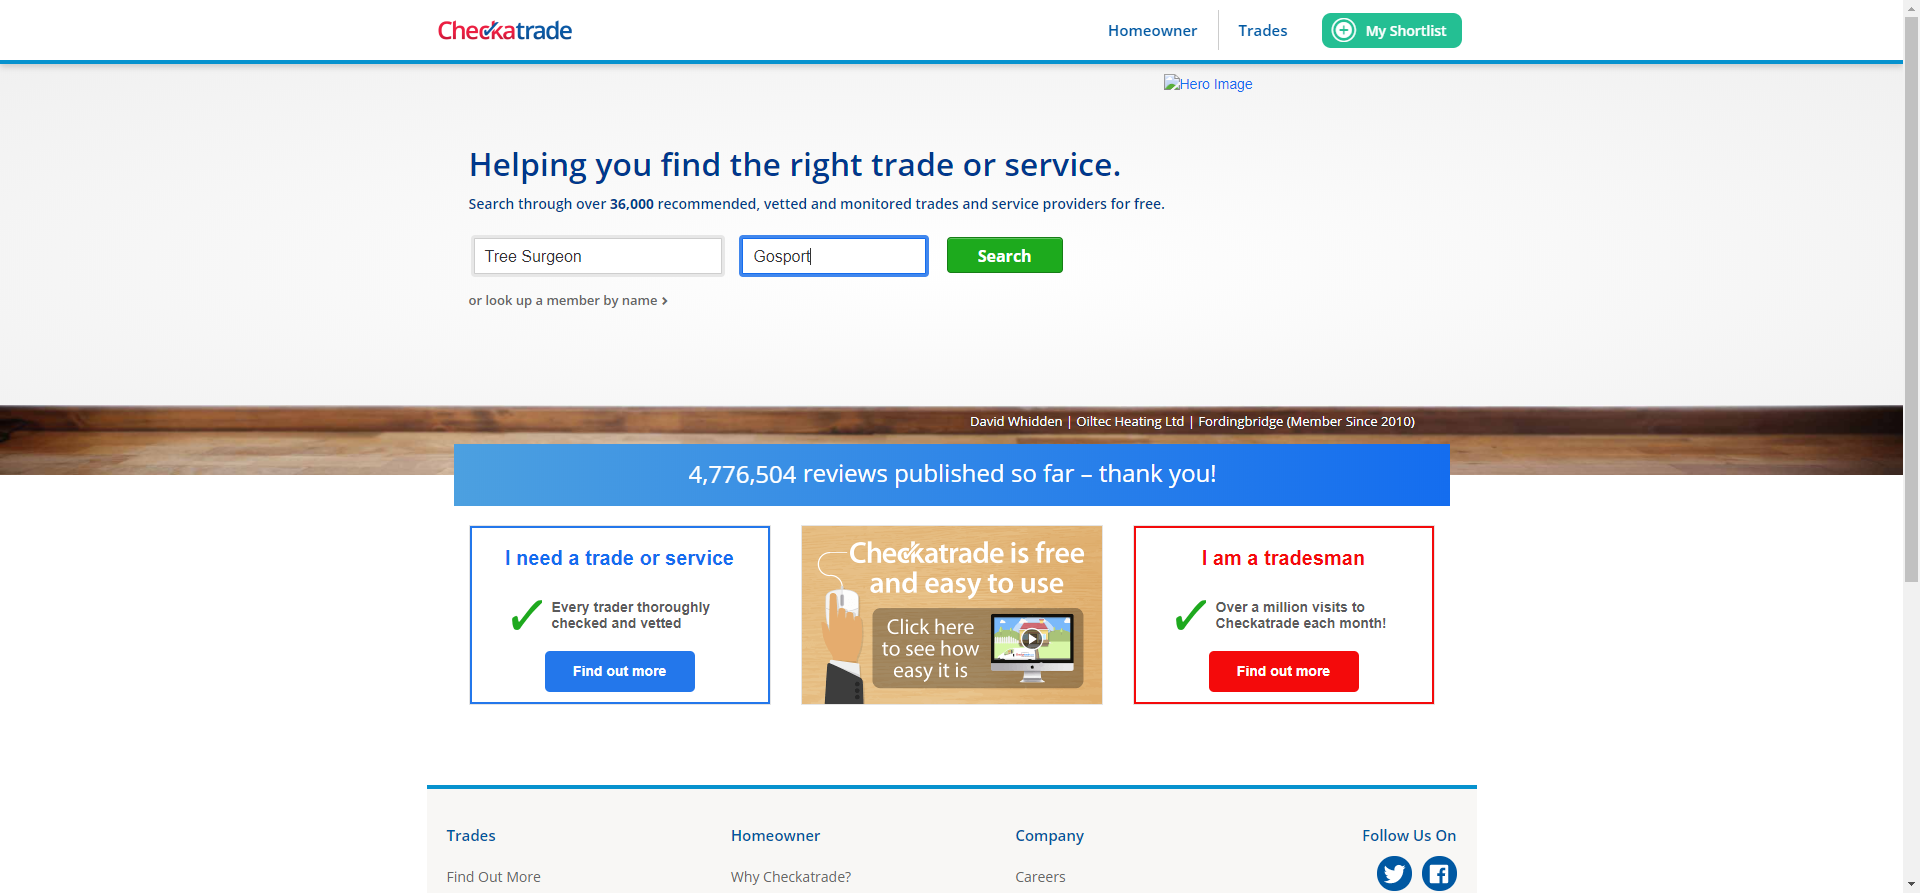 Checkatrade
Homeowner
Trades
My Shortlist
Hero Image
Helping you find the right trade or service.
Search through over 36,000 recommended, vetted and monitored trades and service providers for free.
Tree Surgeon
Gosport
Search
or look up a member by name
David Whidden | Oiltec Heating Ltd | Fordingbridge (Member Since 2010)
4,776,504 reviews published so far – thank you!
I need a trade or service
Every trader thoroughly
checked and vetted
Find out more
Checkatrade is free
and easy to use
Click here
to see how
easy it is
I am a tradesman
Over a million visits to
Checkatrade each month!
Find out more
Trades
Homeowner
Company
Follow Us On
Find Out More
Why Checkatrade?
Careers